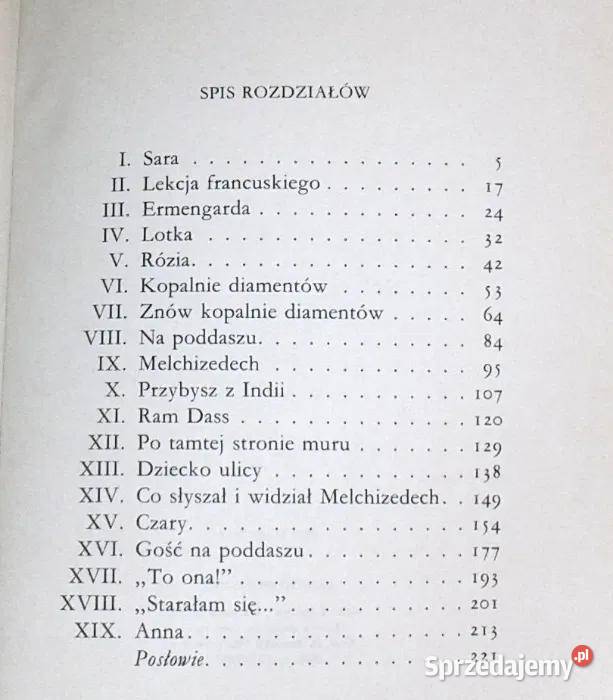 SPIS ROZDZIAŁÓW
I. Sara . . . . . . . . . . . . . . . . . 5
II. Lekcja francuskiego . . . . . . . . . 17
III. Ermengarda . . . . . . . . . . . . . 24
IV. Lotka . . . . . . . . . . . . . . . . 32
V. Rózia . . . . . . . . . . . . . . . . 42
VI. Kopalnie diamentów . . . . . . . . 53
VII. Znów kopalnie diamentów . . . . . 64
VIII. Na poddaszu . . . . . . . . . . . . 84
IX. Melchizedech . . . . . . . . . . . . 95
X. Przybysz z Indii . . . . . . . . . . . 107
XI. Ram Dass . . . . . . . . . . . . . . 120
XII. Po tamtej stronie muru . . . . . . . 129
XIII. Dziecko ulicy . . . . . . . . . . . . 138
XIV. Co słyszał i widział Melchizedech . . 149
XV. Czary . . . . . . . . . . . . . . . . 154
XVI. Gość na poddaszu . . . . . . . . . . 177
XVII. „To ona!" . . . . . . . . . . . . . 193
XVIII. „Starałam się..." . . . . . . . . . . 201
XIX. Anna . . . . . . . . . . . . . . . . 213
Posłowie . . . . . . . . . . . . . . . 221
Sprzedajemy.pl